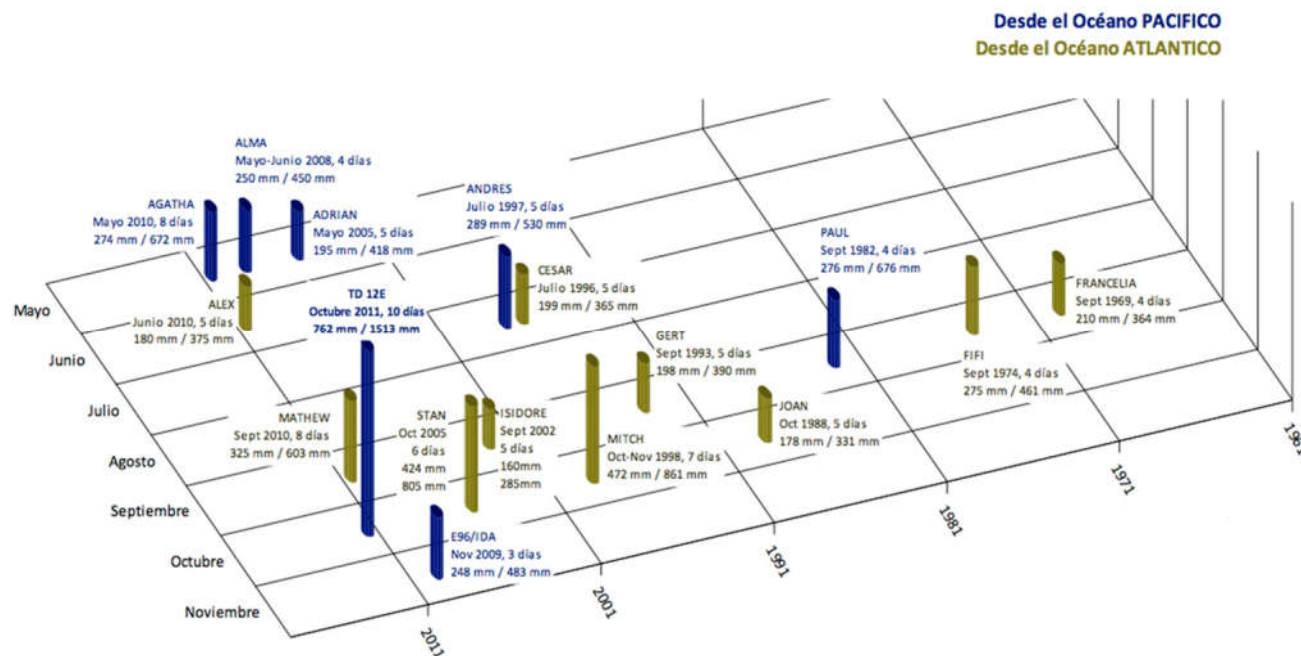 Desde el Océano PACIFICO
Desde el Océano ATLANTICO
ALMA
Mayo-Junio 2008, 4 días
250 mm / 450 mm
AGATHA
Mayo 2010, 8 días
274 mm / 672 mm
ADRIAN
Mayo 2005, 5 días
195 mm / 418 mm
ANDRES
Julio 1997, 5 días
289 mm / 530 mm
CESAR
Julio 1996, 5 días
199 mm / 365 mm
PAUL
Sept 1982, 4 días
276 mm / 676 mm
FRANCELIA
Sept 1969, 4 días
210 mm / 364 mm
FIFI
Sept 1974, 4 días
275 mm / 461 mm
ALEX
Junio 2010, 5 días
180 mm / 375 mm
TD 12E
Octubre 2011, 10 días
762 mm / 1513 mm
GERT
Sept 1993, 5 días
198 mm / 390 mm
JOAN
Oct 1988, 5 días
178 mm / 331 mm
MATHEW
Sept 2010, 8 días
325 mm / 603 mm
STAN
Oct 2005
6 días
424 mm
805 mm
ISIDORE
Sept 2002
5 días
160mm
285mm
MITCH
Oct-Nov 1998, 7 días
472 mm / 861 mm
E96/IDA
Nov 2009, 3 días
248 mm / 483 mm
Mayo
Junio
Julio
Agosto
Septiembre
Octubre
Noviembre
2011
2001
1991
1981
1971
1961